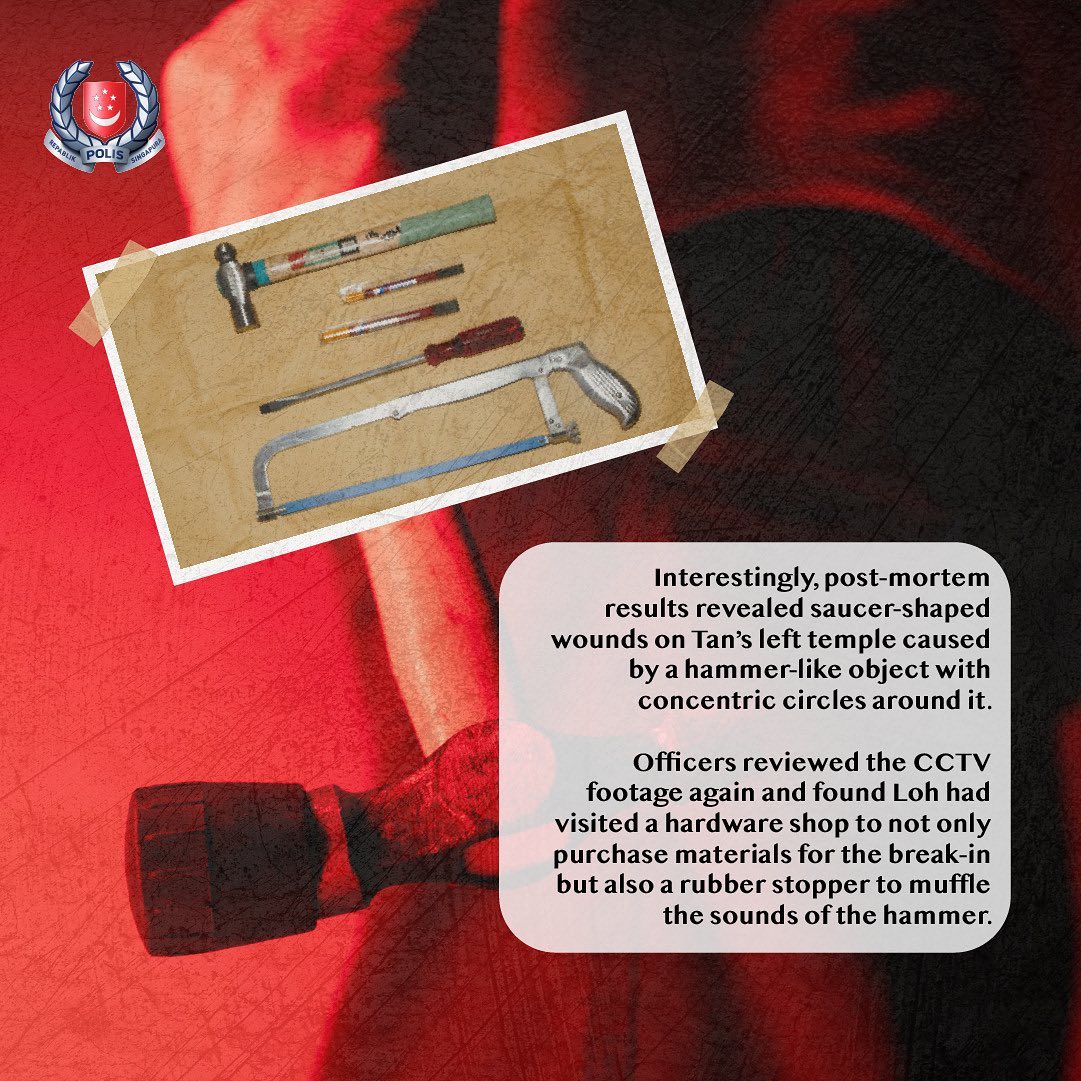 REPABLIK
POLIS
SINGAPURA
Interestingly, post-mortem
results revealed saucer-shaped
wounds on Tan’s left temple caused
by a hammer-like object with
concentric circles around it.
Officers reviewed the CCTV
footage again and found Loh had
visited a hardware shop to not only
purchase materials for the break-in
but also a rubber stopper to muffle
the sounds of the hammer.